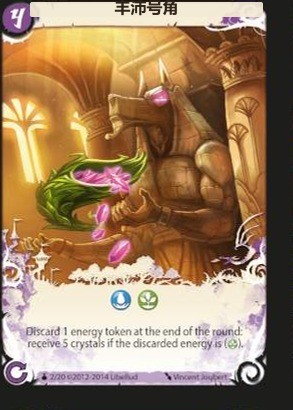 丰沛号角
4
Discard 1 energy token at the end of the round:
receive 5 crystals if the discarded energy is ( ).
2/20 ©2012-2014 Libellud
Vincent Joubert